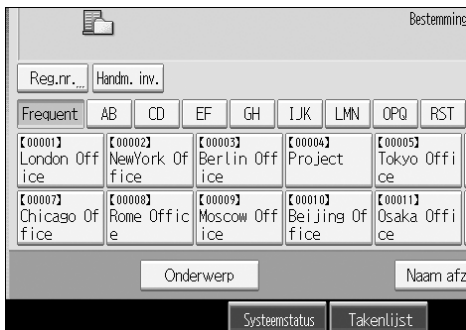 Bestemming
Reg.nr. Handm. inv.
Frequent AB CD EF GH IJK LMN OPQ RST
【00001】 【00002】 【00003】 【00004】 【00005】
London Off NewYork Of Berlin Off Project Tokyo Offi
ice fice ice ce
【00007】 【00008】 【00009】 【00010】 【00011】
Chicago Of Rome Offic Moscow Off Beijing Of Osaka Offi
fice e ice fice ce
Onderwerp Naam afz
Systeemstatus Takenlijst